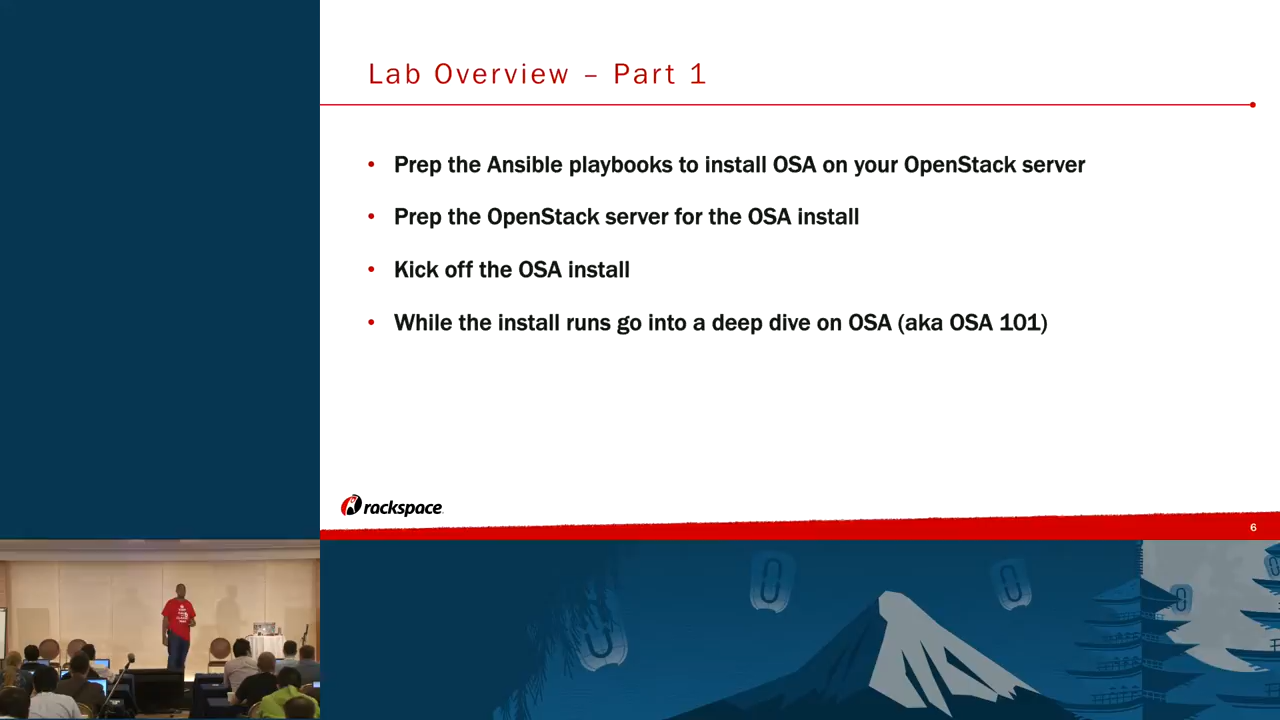 Lab Overview – Part 1
• Prep the Ansible playbooks to install OSA on your OpenStack server
• Prep the OpenStack server for the OSA install
• Kick off the OSA install
• While the install runs go into a deep dive on OSA (aka OSA 101)
rackspace
6